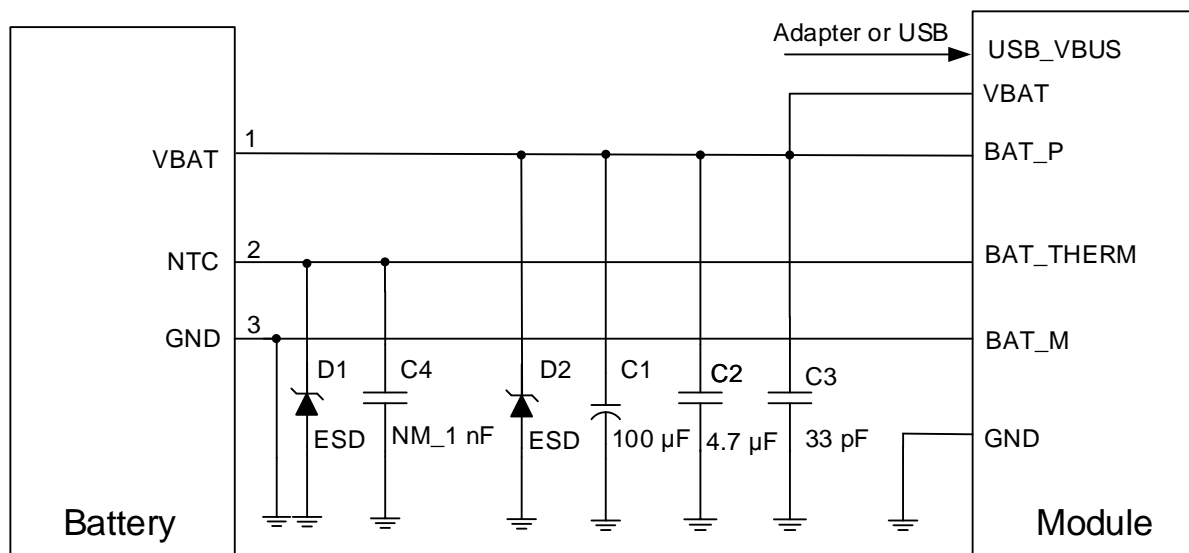 Adapter or USB
USB_VBUS
VBAT
1
VBAT
BAT_P
2
NTC
BAT_THERM
3
GND
BAT_M
D1
C4
D2
C1
C2
C3
ESD
NM_1 nF
ESD
100 µF
4.7 µF
33 pF
GND
Battery
Module